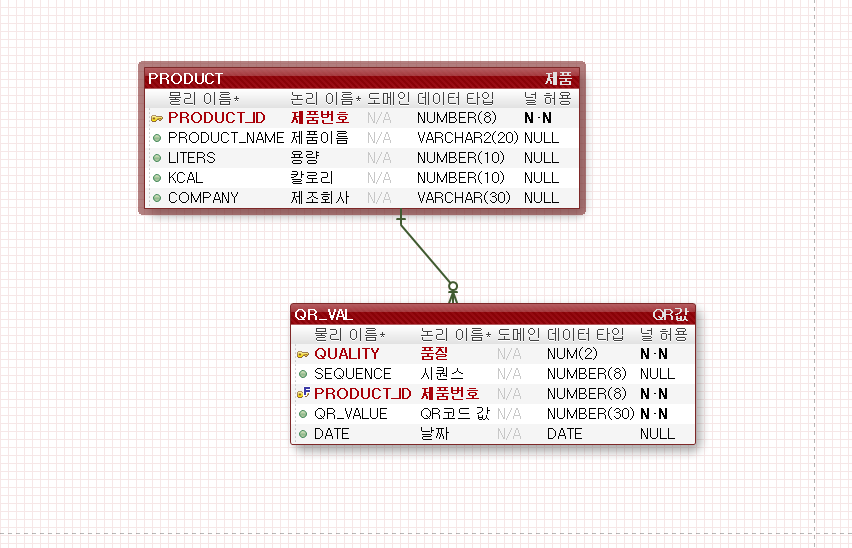 PRODUCT 제품
물리 이름* 논리 이름* 도메인 데이터 타입 널 허용
PRODUCT_ID 제품번호 N/A NUMBER(8) N·N
PRODUCT_NAME 제품이름 N/A VARCHAR2(20) NULL
LITERS 용량 N/A NUMBER(10) NULL
KCAL 칼로리 N/A NUMBER(10) NULL
COMPANY 제조회사 N/A VARCHAR(30) NULL
QR_VAL QR값
물리 이름* 논리 이름* 도메인 데이터 타입 널 허용
QUALITY 품질 N/A NUM(2) N·N
SEQUENCE 시퀀스 N/A NUMBER(8) NULL
F PRODUCT_ID 제품번호 N/A NUMBER(8) N·N
QR_VALUE QR코드 값 N/A NUMBER(30) N·N
DATE 날짜 N/A DATE NULL